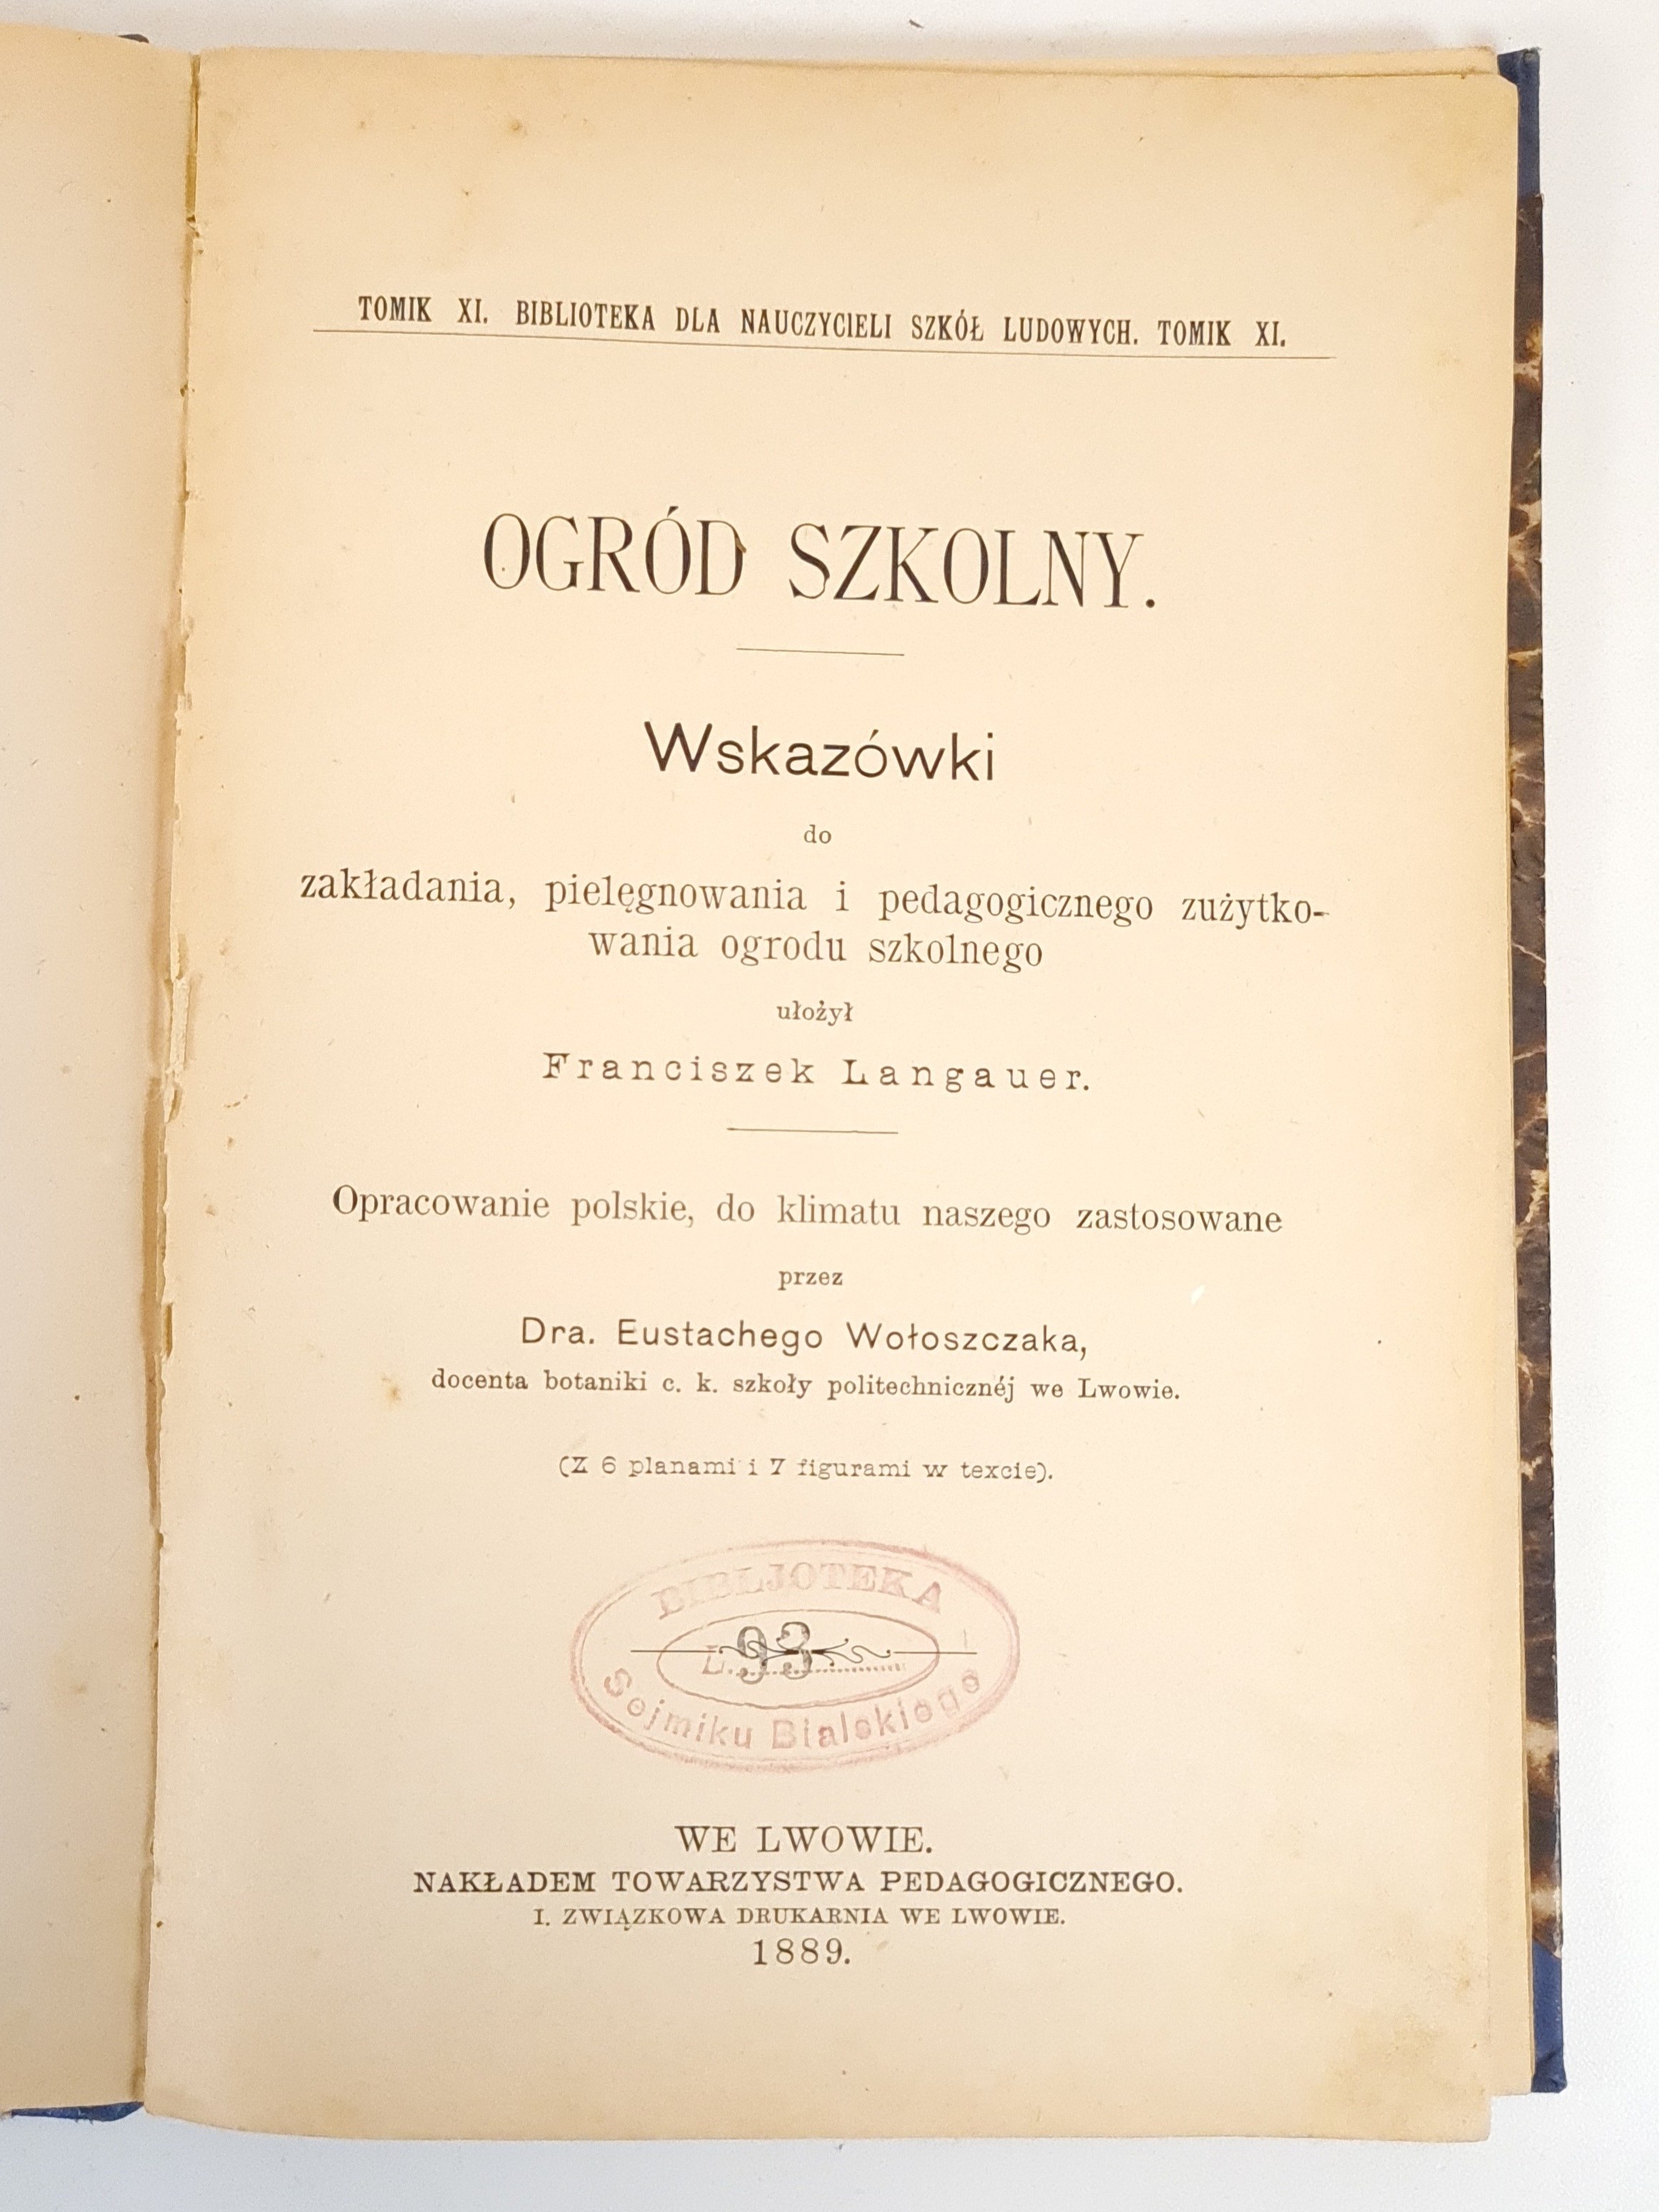 TOMIK XI. BIBLIOTEKA DLA NAUCZYCIELI SZKÓŁ LUDOWYCH. TOMIK XI.
OGRÓD SZKOLNY.
Wskazówki
do
zakładania, pielęgnowania i pedagogicznego zużytko-
wania ogrodu szkolnego
ułożył
Franciszek Langauer.
Opracowanie polskie, do klimatu naszego zastosowane
przez
Dra. Eustachego Wołoszczaka,
docenta botaniki c. k. szkoły politechnicznéj we Lwowie.
(Z 6 planami i 7 figurami w texcie).
BIBLJOTEKA
L. 93
Sejmiku Bialskiego
WE LWOWIE.
NAKŁADEM TOWARZYSTWA PEDAGOGICZNEGO.
I. ZWIĄZKOWA DRUKARNIA WE LWOWIE.
1889.